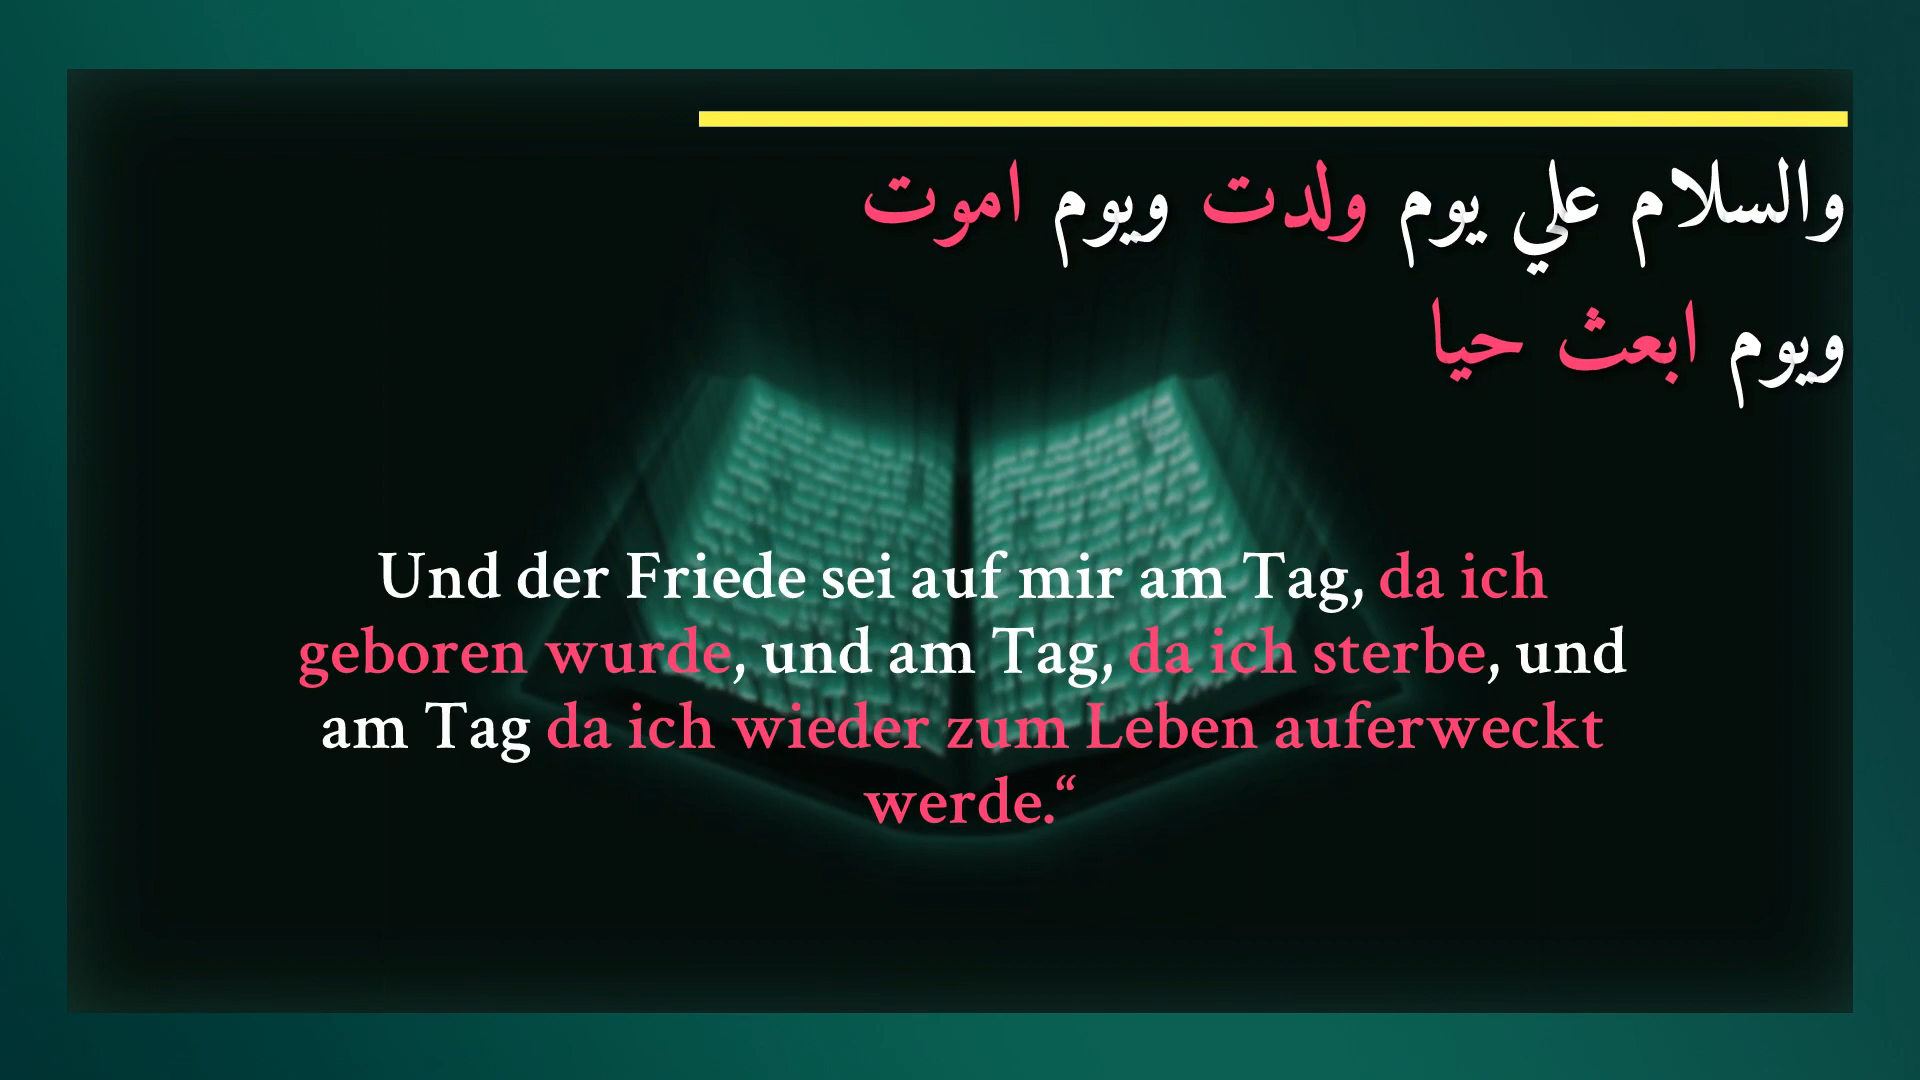 والسلام علي يوم ولدت ويوم اموت
ويوم ابعث حيا
Und der Friede sei auf mir am Tag, da ich
geboren wurde, und am Tag, da ich sterbe, und
am Tag da ich wieder zum Leben auferweckt
werde.“